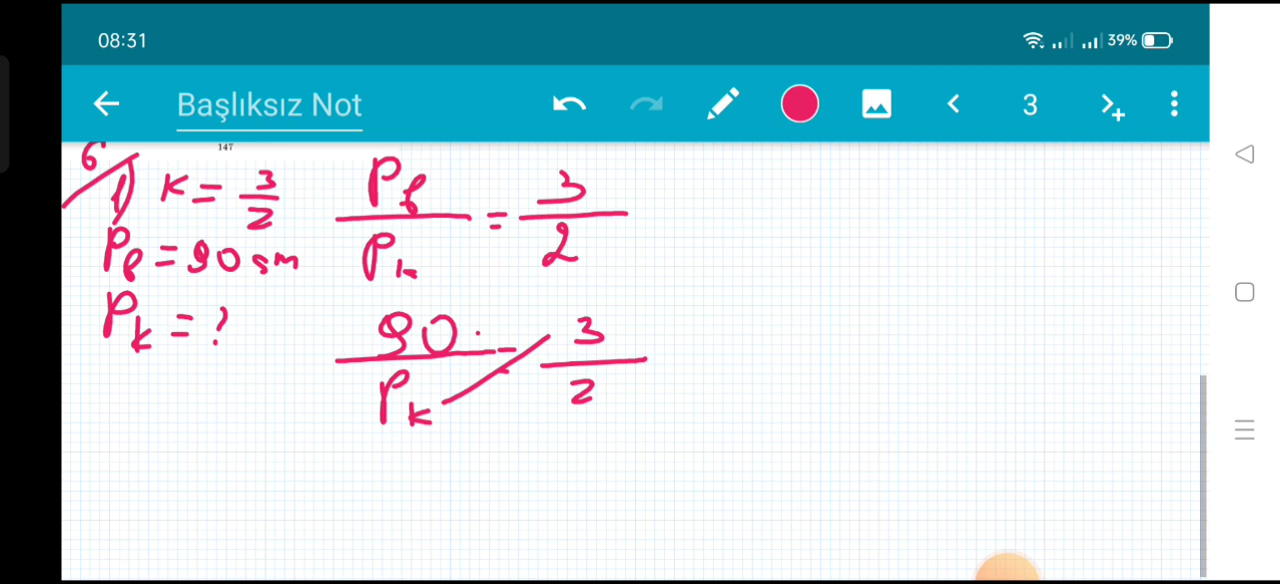 08:31
39%
Başlıksız Not
3
147
6
1) k = 3/2
P_b = 90 sm
P_k = ?
P_b/P_k = 3/2
90/P_k = 3/2